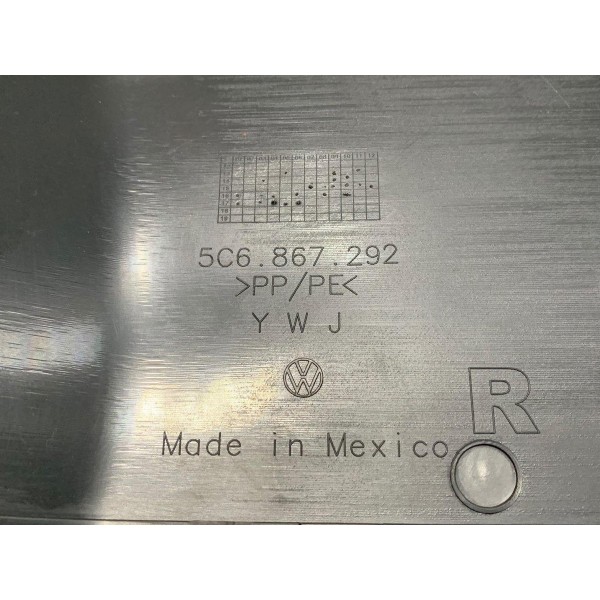 5C6.867.292
>PP/PE<
Y W J
R
Made in Mexico